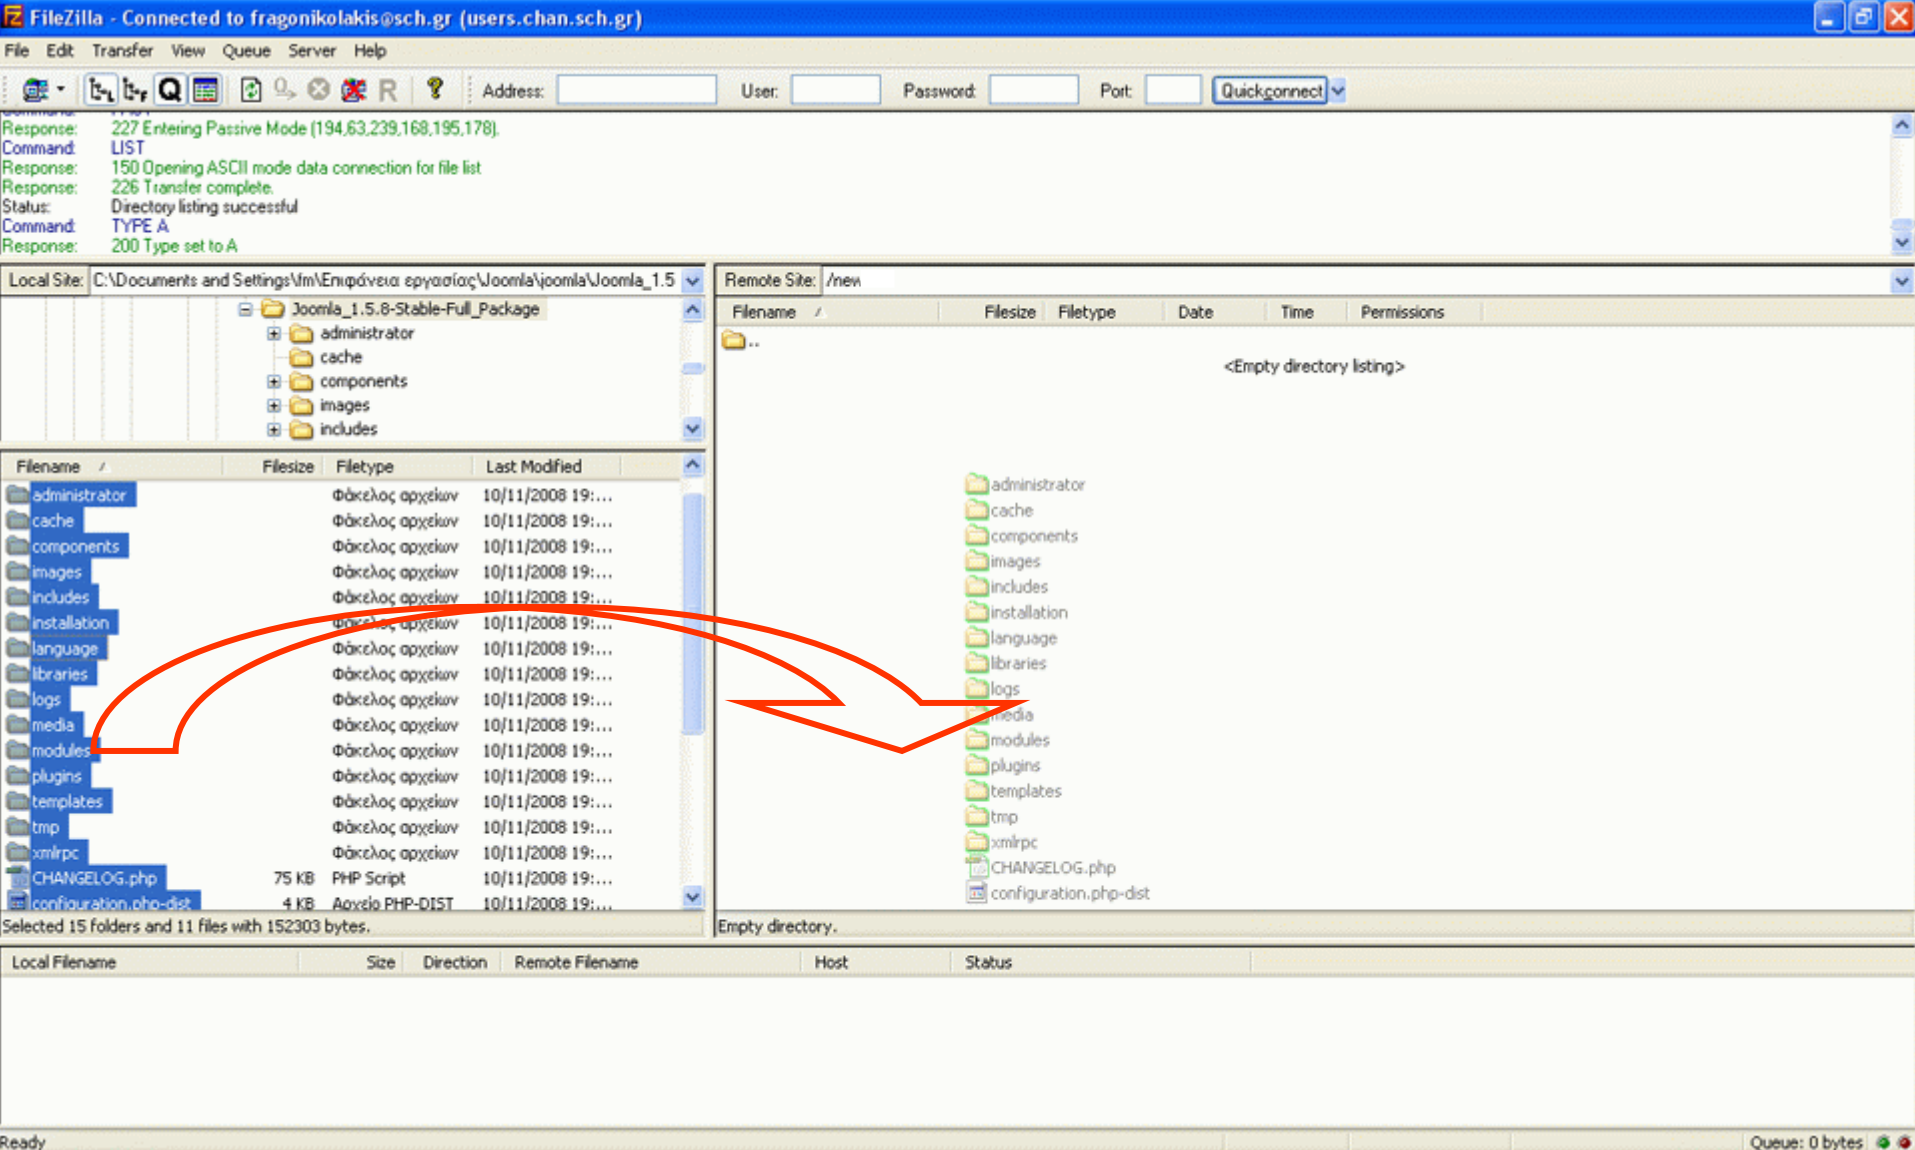 FileZilla - Connected to fragonikolakis@sch.gr (users.chan.sch.gr)
File Edit Transfer View Queue Server Help
Address: User: Password: Port: Quickconnect
Response: 227 Entering Passive Mode (194,63,239,168,195,178).
Command: LIST
Response: 150 Opening ASCII mode data connection for file list
Response: 226 Transfer complete.
Status: Directory listing successful
Command: TYPE A
Response: 200 Type set to A
Local Site: C:\Documents and Settings\fm\Επιφάνεια εργασίας\Joomla\joomla\Joomla_1.5
Joomla_1.5.8-Stable-Full_Package
administrator
cache
components
images
includes
Filename Filesize Filetype Last Modified
administrator Φάκελος αρχείων 10/11/2008 19:...
cache Φάκελος αρχείων 10/11/2008 19:...
components Φάκελος αρχείων 10/11/2008 19:...
images Φάκελος αρχείων 10/11/2008 19:...
includes Φάκελος αρχείων 10/11/2008 19:...
installation Φάκελος αρχείων 10/11/2008 19:...
language Φάκελος αρχείων 10/11/2008 19:...
libraries Φάκελος αρχείων 10/11/2008 19:...
logs Φάκελος αρχείων 10/11/2008 19:...
media Φάκελος αρχείων 10/11/2008 19:...
modules Φάκελος αρχείων 10/11/2008 19:...
plugins Φάκελος αρχείων 10/11/2008 19:...
templates Φάκελος αρχείων 10/11/2008 19:...
tmp Φάκελος αρχείων 10/11/2008 19:...
xmlrpc Φάκελος αρχείων 10/11/2008 19:...
CHANGELOG.php 75 KB PHP Script 10/11/2008 19:...
configuration.php-dist 4 KB Αρχείο PHP-DIST 10/11/2008 19:...
Selected 15 folders and 11 files with 152303 bytes.
Remote Site: /new
Filename Filesize Filetype Date Time Permissions
..
<Empty directory listing>
administrator
cache
components
images
includes
installation
language
libraries
logs
media
modules
plugins
templates
tmp
xmlrpc
CHANGELOG.php
configuration.php-dist
Empty directory.
Local Filename Size Direction Remote Filename Host Status
Ready
Queue: 0 bytes